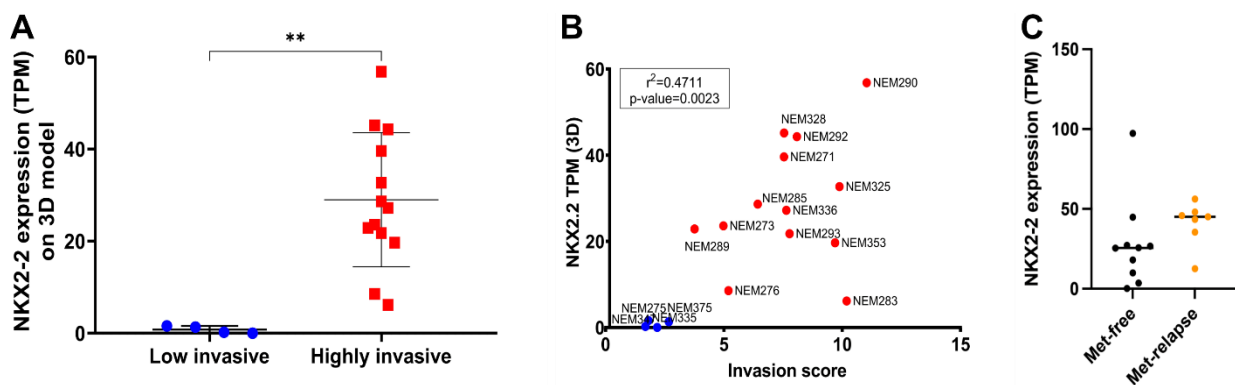 A
**
NKX2-2 expression (TPM)
on 3D model
60
40
20
0
Low invasive
Highly invasive
B
NKX2.2 TPM (3D)
60
40
20
0
r²=0.4711
p-value=0.0023
NEM290
NEM328
NEM292
NEM271
NEM325
NEM285
NEM336
NEM273
NEM289
NEM293
NEM353
NEM276
NEM283
NEM275
NEM375
NEM335
5
10
15
Invasion score
C
NKX2-2 expression (TPM)
150
100
50
0
Met-free
Met-relapse